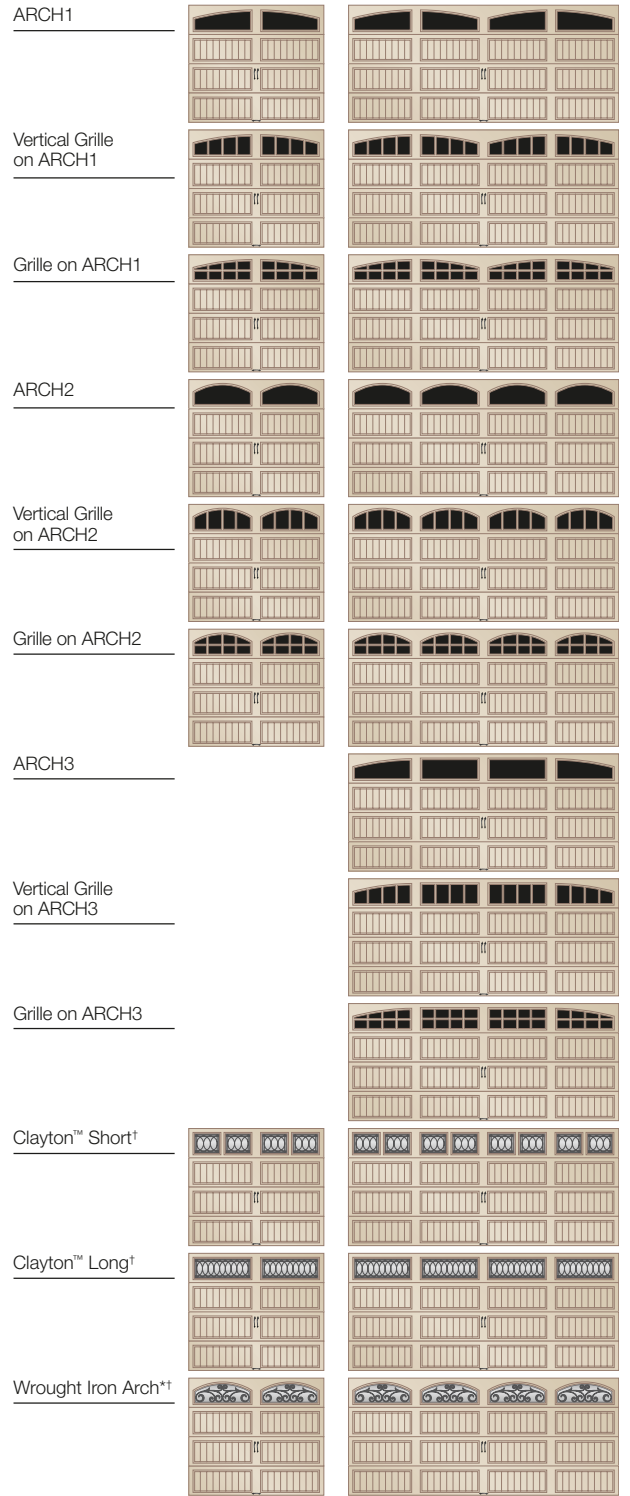 ARCH1
Vertical Grille
on ARCH1
Grille on ARCH1
ARCH2
Vertical Grille
on ARCH2
Grille on ARCH2
ARCH3
Vertical Grille
on ARCH3
Grille on ARCH3
Clayton™ Short†
Clayton™ Long†
Wrought Iron Arch*†